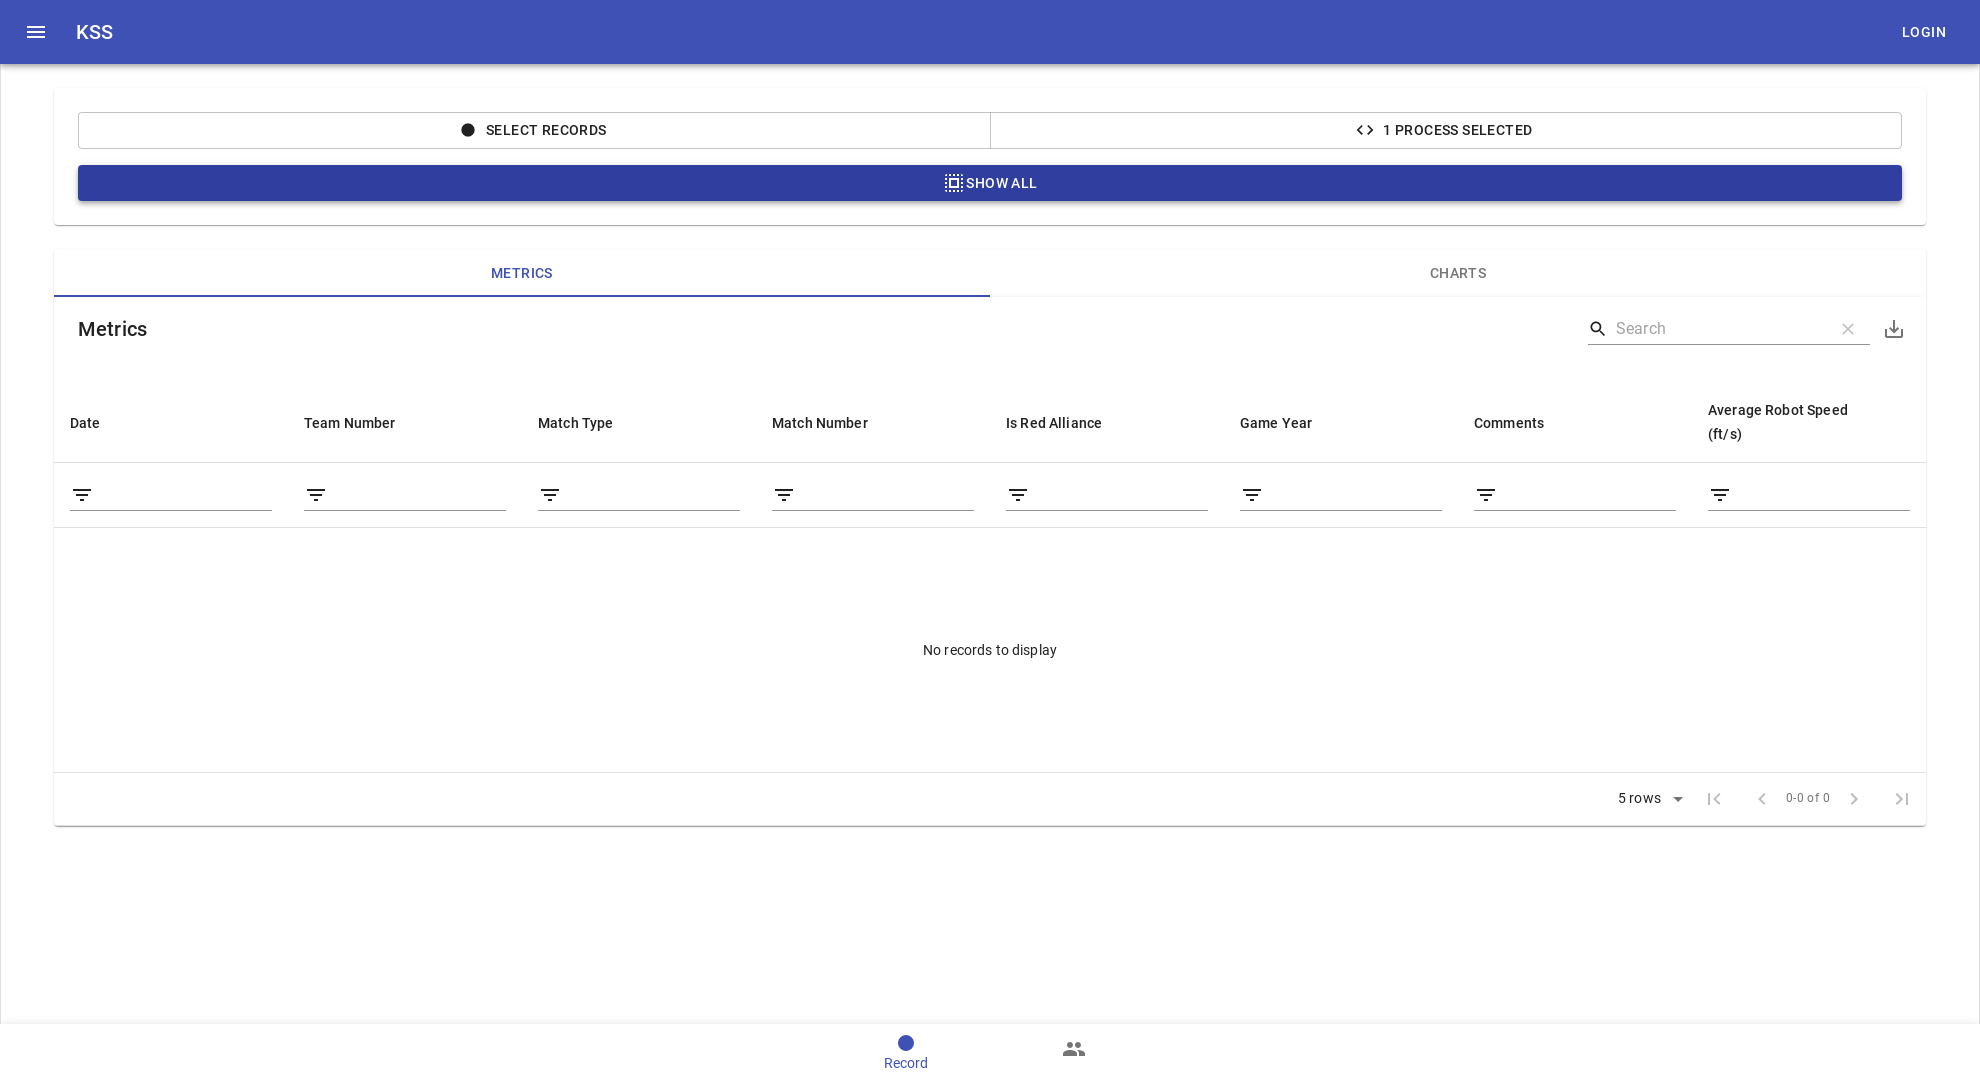 KSS
LOGIN
SELECT RECORDS
1 PROCESS SELECTED
SHOW ALL
METRICS
CHARTS
Metrics
Search
Date
Team Number
Match Type
Match Number
Is Red Alliance
Game Year
Comments
Average Robot Speed
(ft/s)
No records to display
5 rows
0-0 of 0
Record